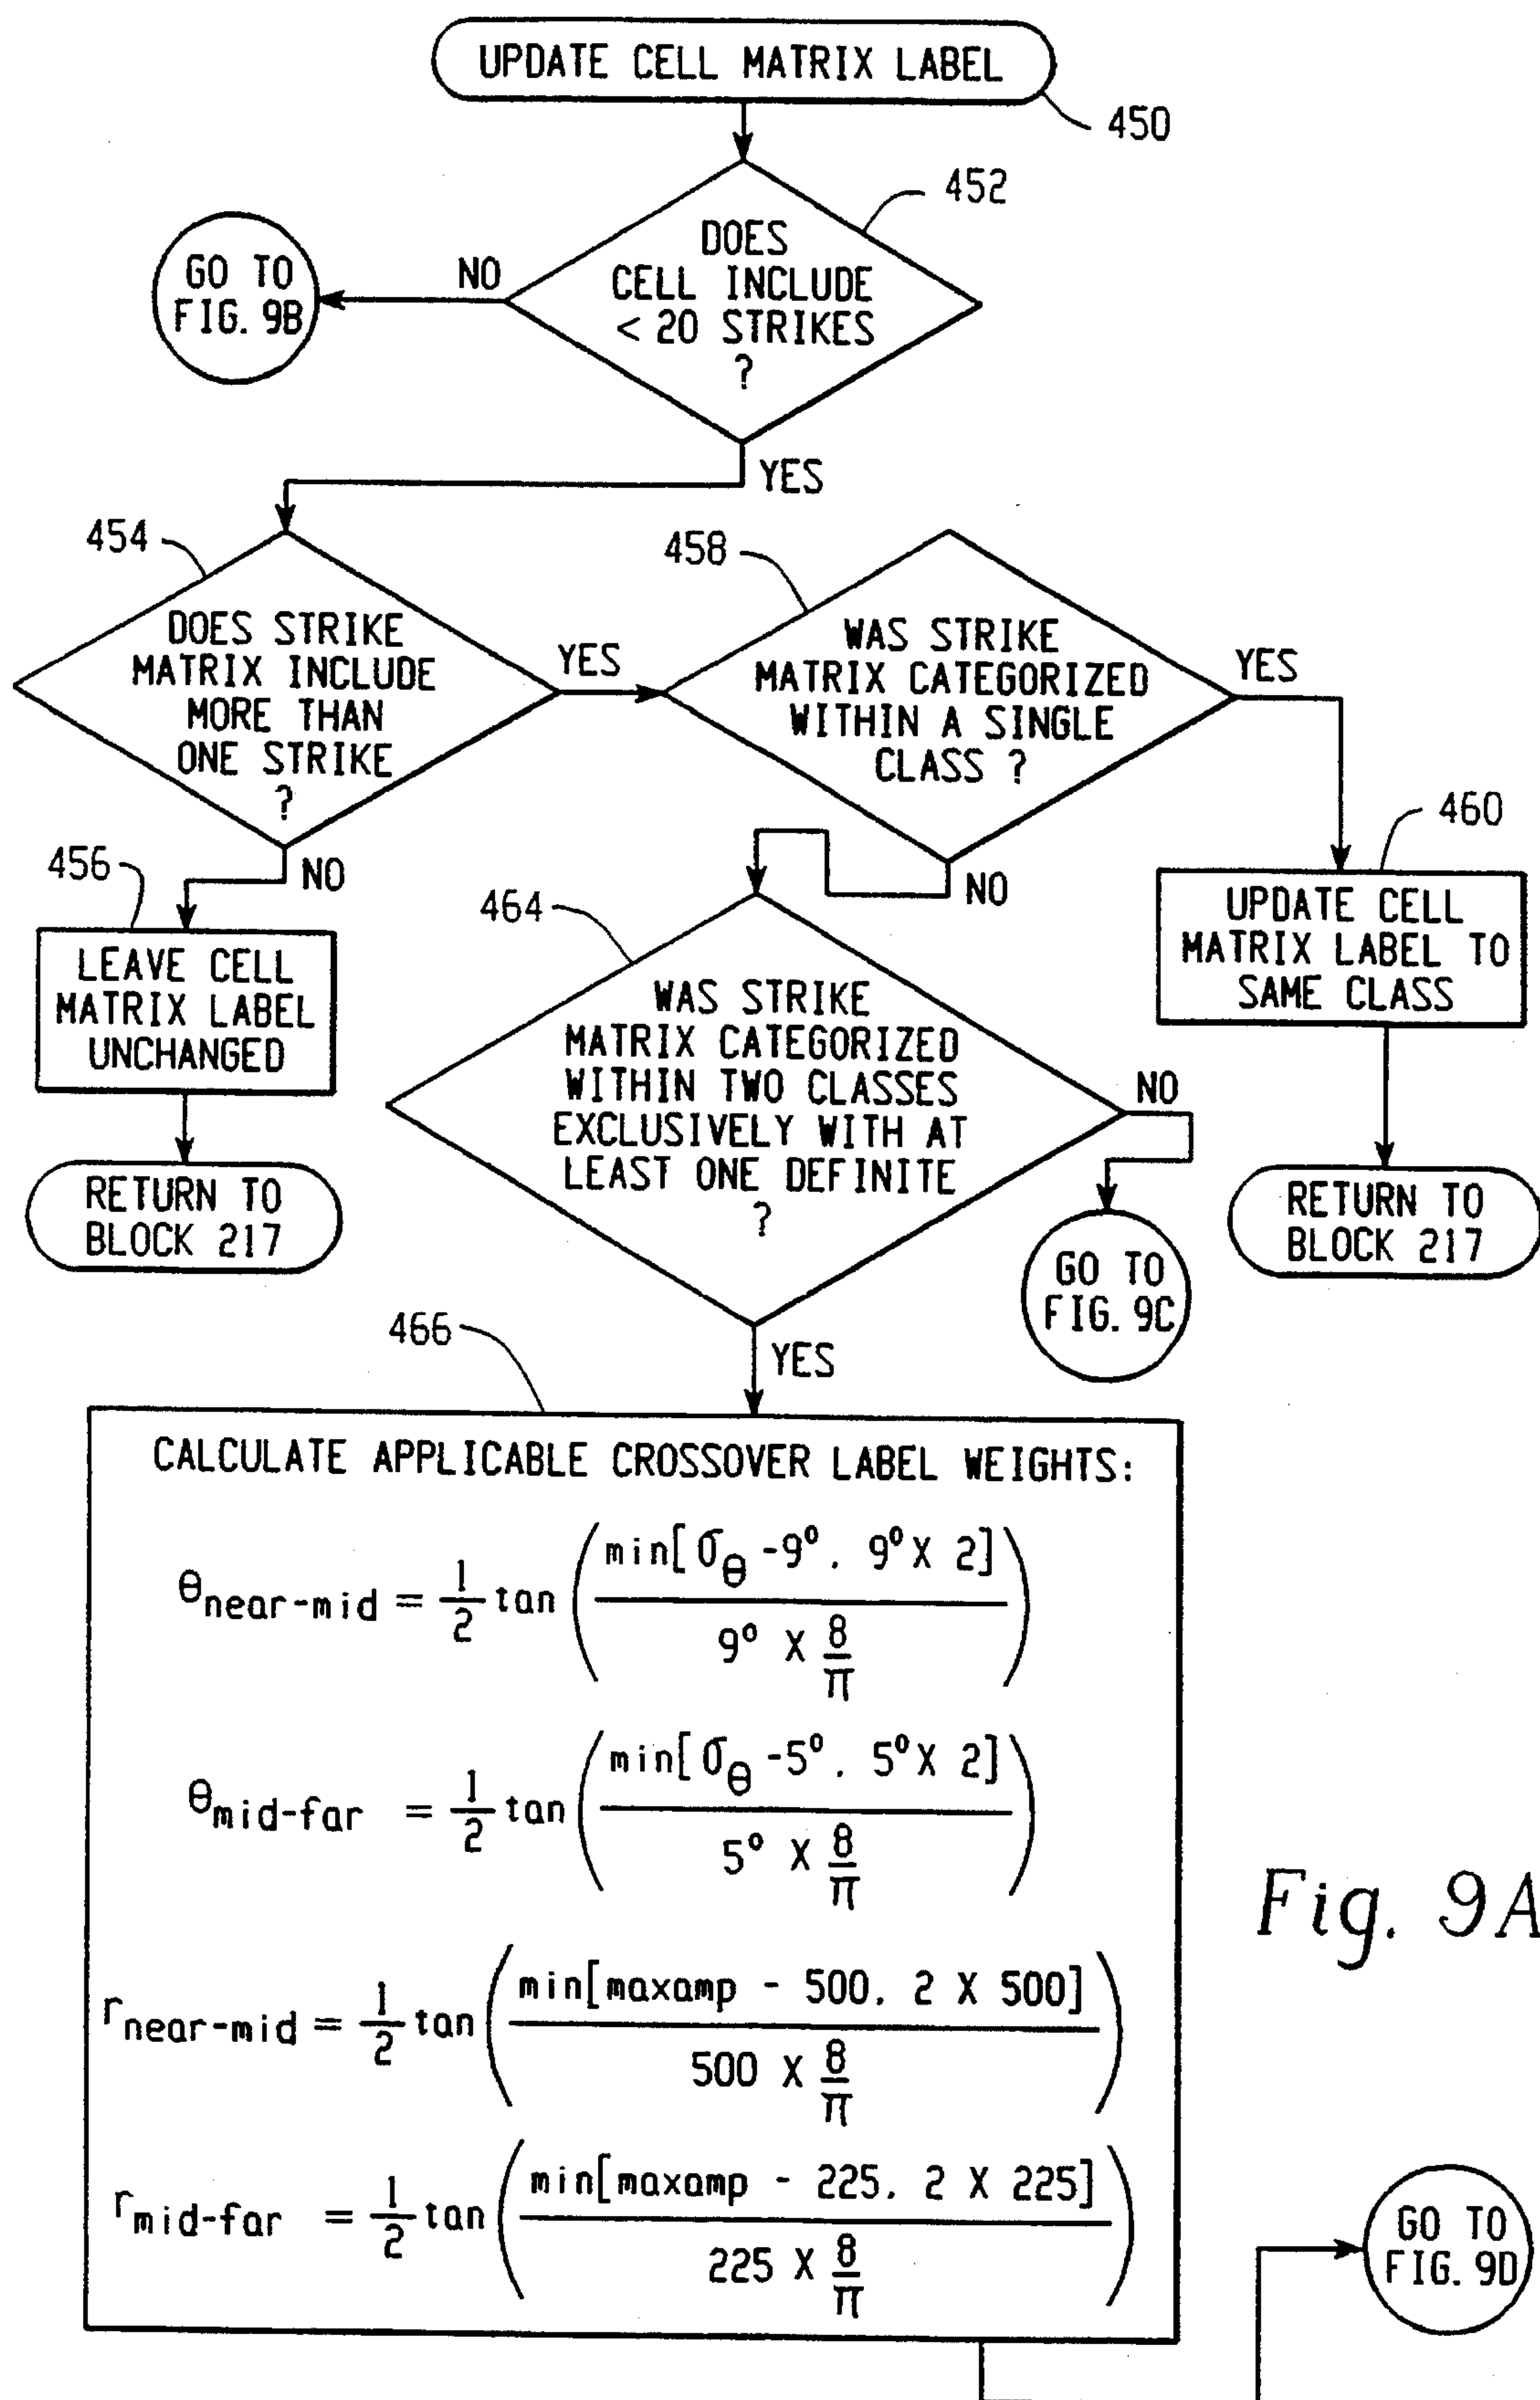 UPDATE CELL MATRIX LABEL
450
452
DOES
CELL INCLUDE
< 20 STRIKES
?
NO
GO TO
FIG. 9B
YES
454
DOES STRIKE
MATRIX INCLUDE
MORE THAN
ONE STRIKE
?
YES
458
WAS STRIKE
MATRIX CATEGORIZED
WITHIN A SINGLE
CLASS ?
YES
460
UPDATE CELL
MATRIX LABEL TO
SAME CLASS
RETURN TO
BLOCK 217
NO
456
LEAVE CELL
MATRIX LABEL
UNCHANGED
RETURN TO
BLOCK 217
NO
464
WAS STRIKE
MATRIX CATEGORIZED
WITHIN TWO CLASSES
EXCLUSIVELY WITH AT
LEAST ONE DEFINITE
?
NO
GO TO
FIG. 9C
YES
466
CALCULATE APPLICABLE CROSSOVER LABEL WEIGHTS:
θnear-mid = 1/2 tan (min[σθ -9°. 9° X 2] / 9° X 8/π)
θmid-far = 1/2 tan (min[σθ -5°. 5° X 2] / 5° X 8/π)
rnear-mid = 1/2 tan (min[maxamp - 500. 2 X 500] / 500 X 8/π)
rmid-far = 1/2 tan (min[maxamp - 225. 2 X 225] / 225 X 8/π)
Fig. 9A
GO TO
FIG. 9D